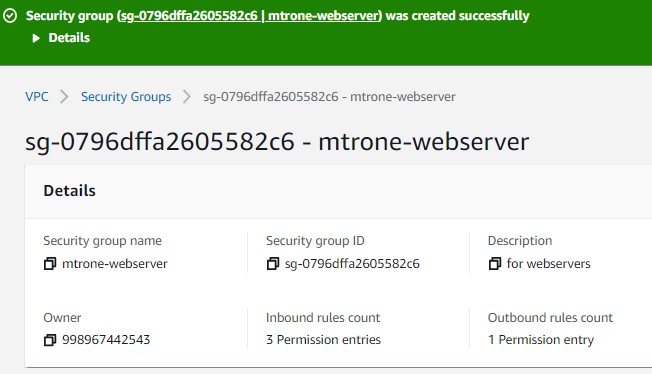 Security group (sg-0796dffa2605582c6 | mtrone-webserver) was created successfully
Details
VPC > Security Groups > sg-0796dffa2605582c6 - mtrone-webserver
sg-0796dffa2605582c6 - mtrone-webserver
Details
Security group name Security group ID Description
mtrone-webserver sg-0796dffa2605582c6 for webservers
Owner Inbound rules count Outbound rules count
998967442543 3 Permission entries 1 Permission entry